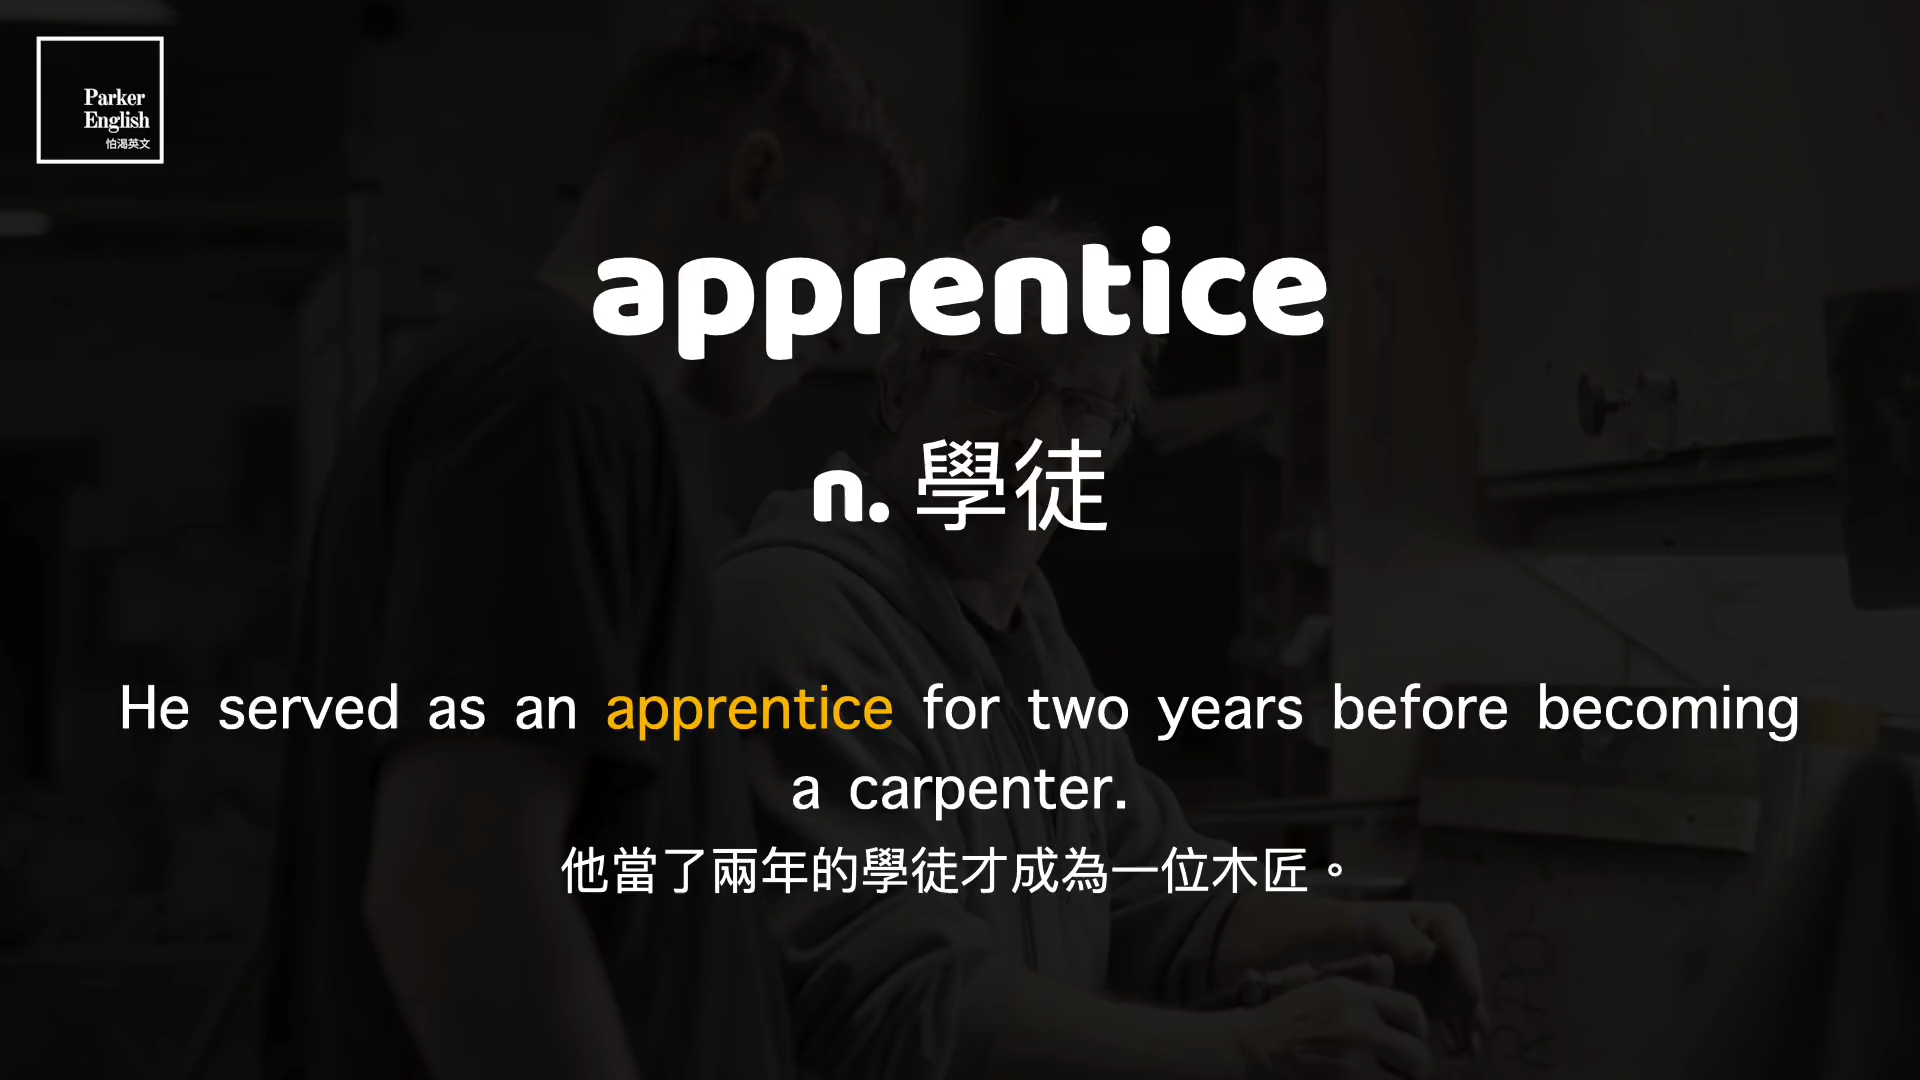 Parker
English
怕渴英文
apprentice
n. 學徒
He served as an apprentice for two years before becoming
a carpenter.
他當了兩年的學徒才成為一位木匠。